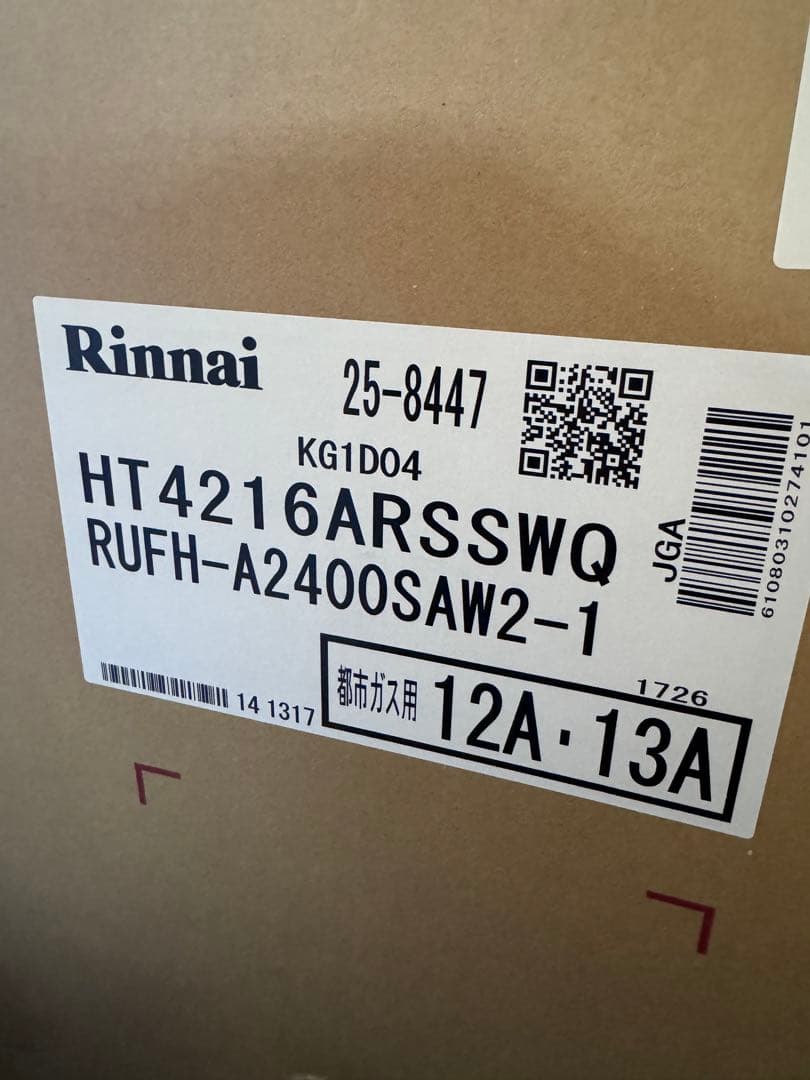 Rinnai
25-8447
KG1D04
HT4216ARSSWQ
RUFH-A2400SAW2-1
JGA
61080310274101
14 1317
1726
都市ガス用 12A・13A